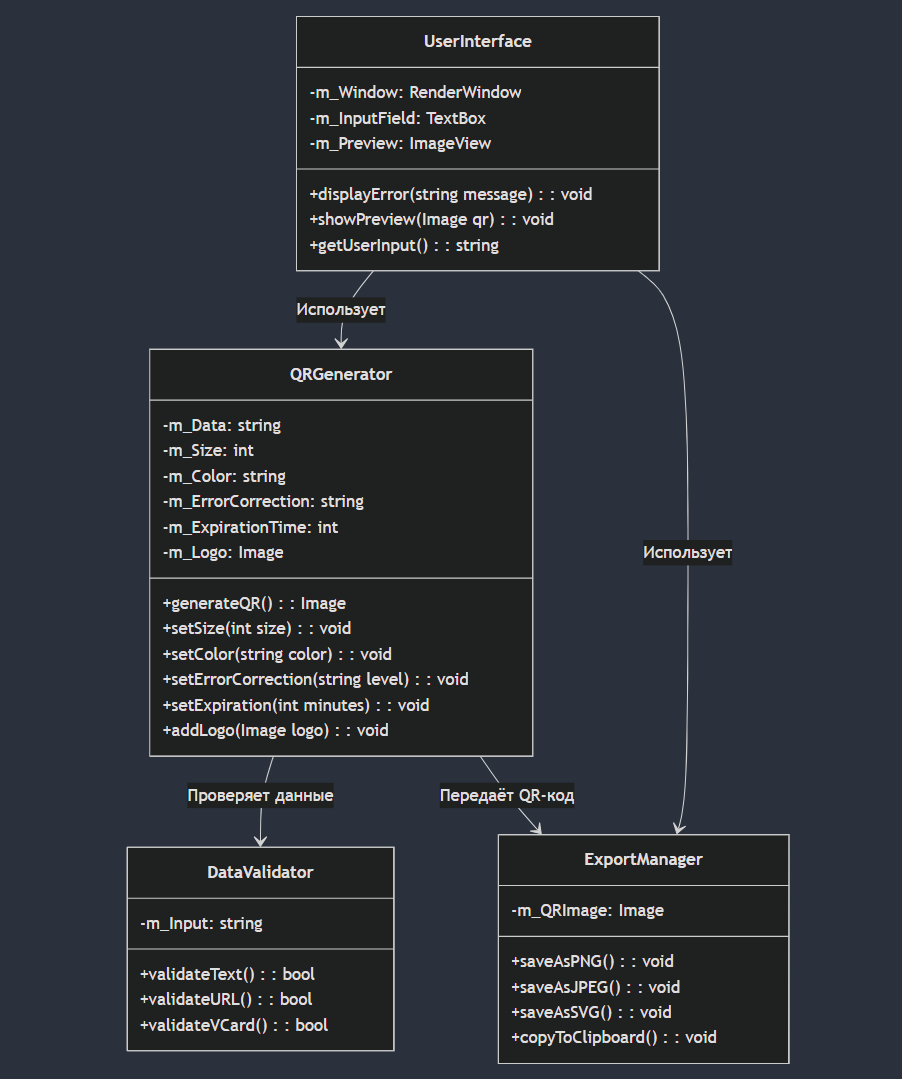 UserInterface
-m_Window: RenderWindow
-m_InputField: TextBox
-m_Preview: ImageView
+displayError(string message) : : void
+showPreview(Image qr) : : void
+getUserInput() : : string
Использует
QRGenerator
-m_Data: string
-m_Size: int
-m_Color: string
-m_ErrorCorrection: string
-m_ExpirationTime: int
-m_Logo: Image
+generateQR() : : Image
+setSize(int size) : : void
+setColor(string color) : : void
+setErrorCorrection(string level) : : void
+setExpiration(int minutes) : : void
+addLogo(Image logo) : : void
Использует
Проверяет данные
Передаёт QR-код
DataValidator
-m_Input: string
+validateText() : : bool
+validateURL() : : bool
+validateVCard() : : bool
ExportManager
-m_QRImage: Image
+saveAsPNG() : : void
+saveAsJPEG() : : void
+saveAsSVG() : : void
+copyToClipboard() : : void